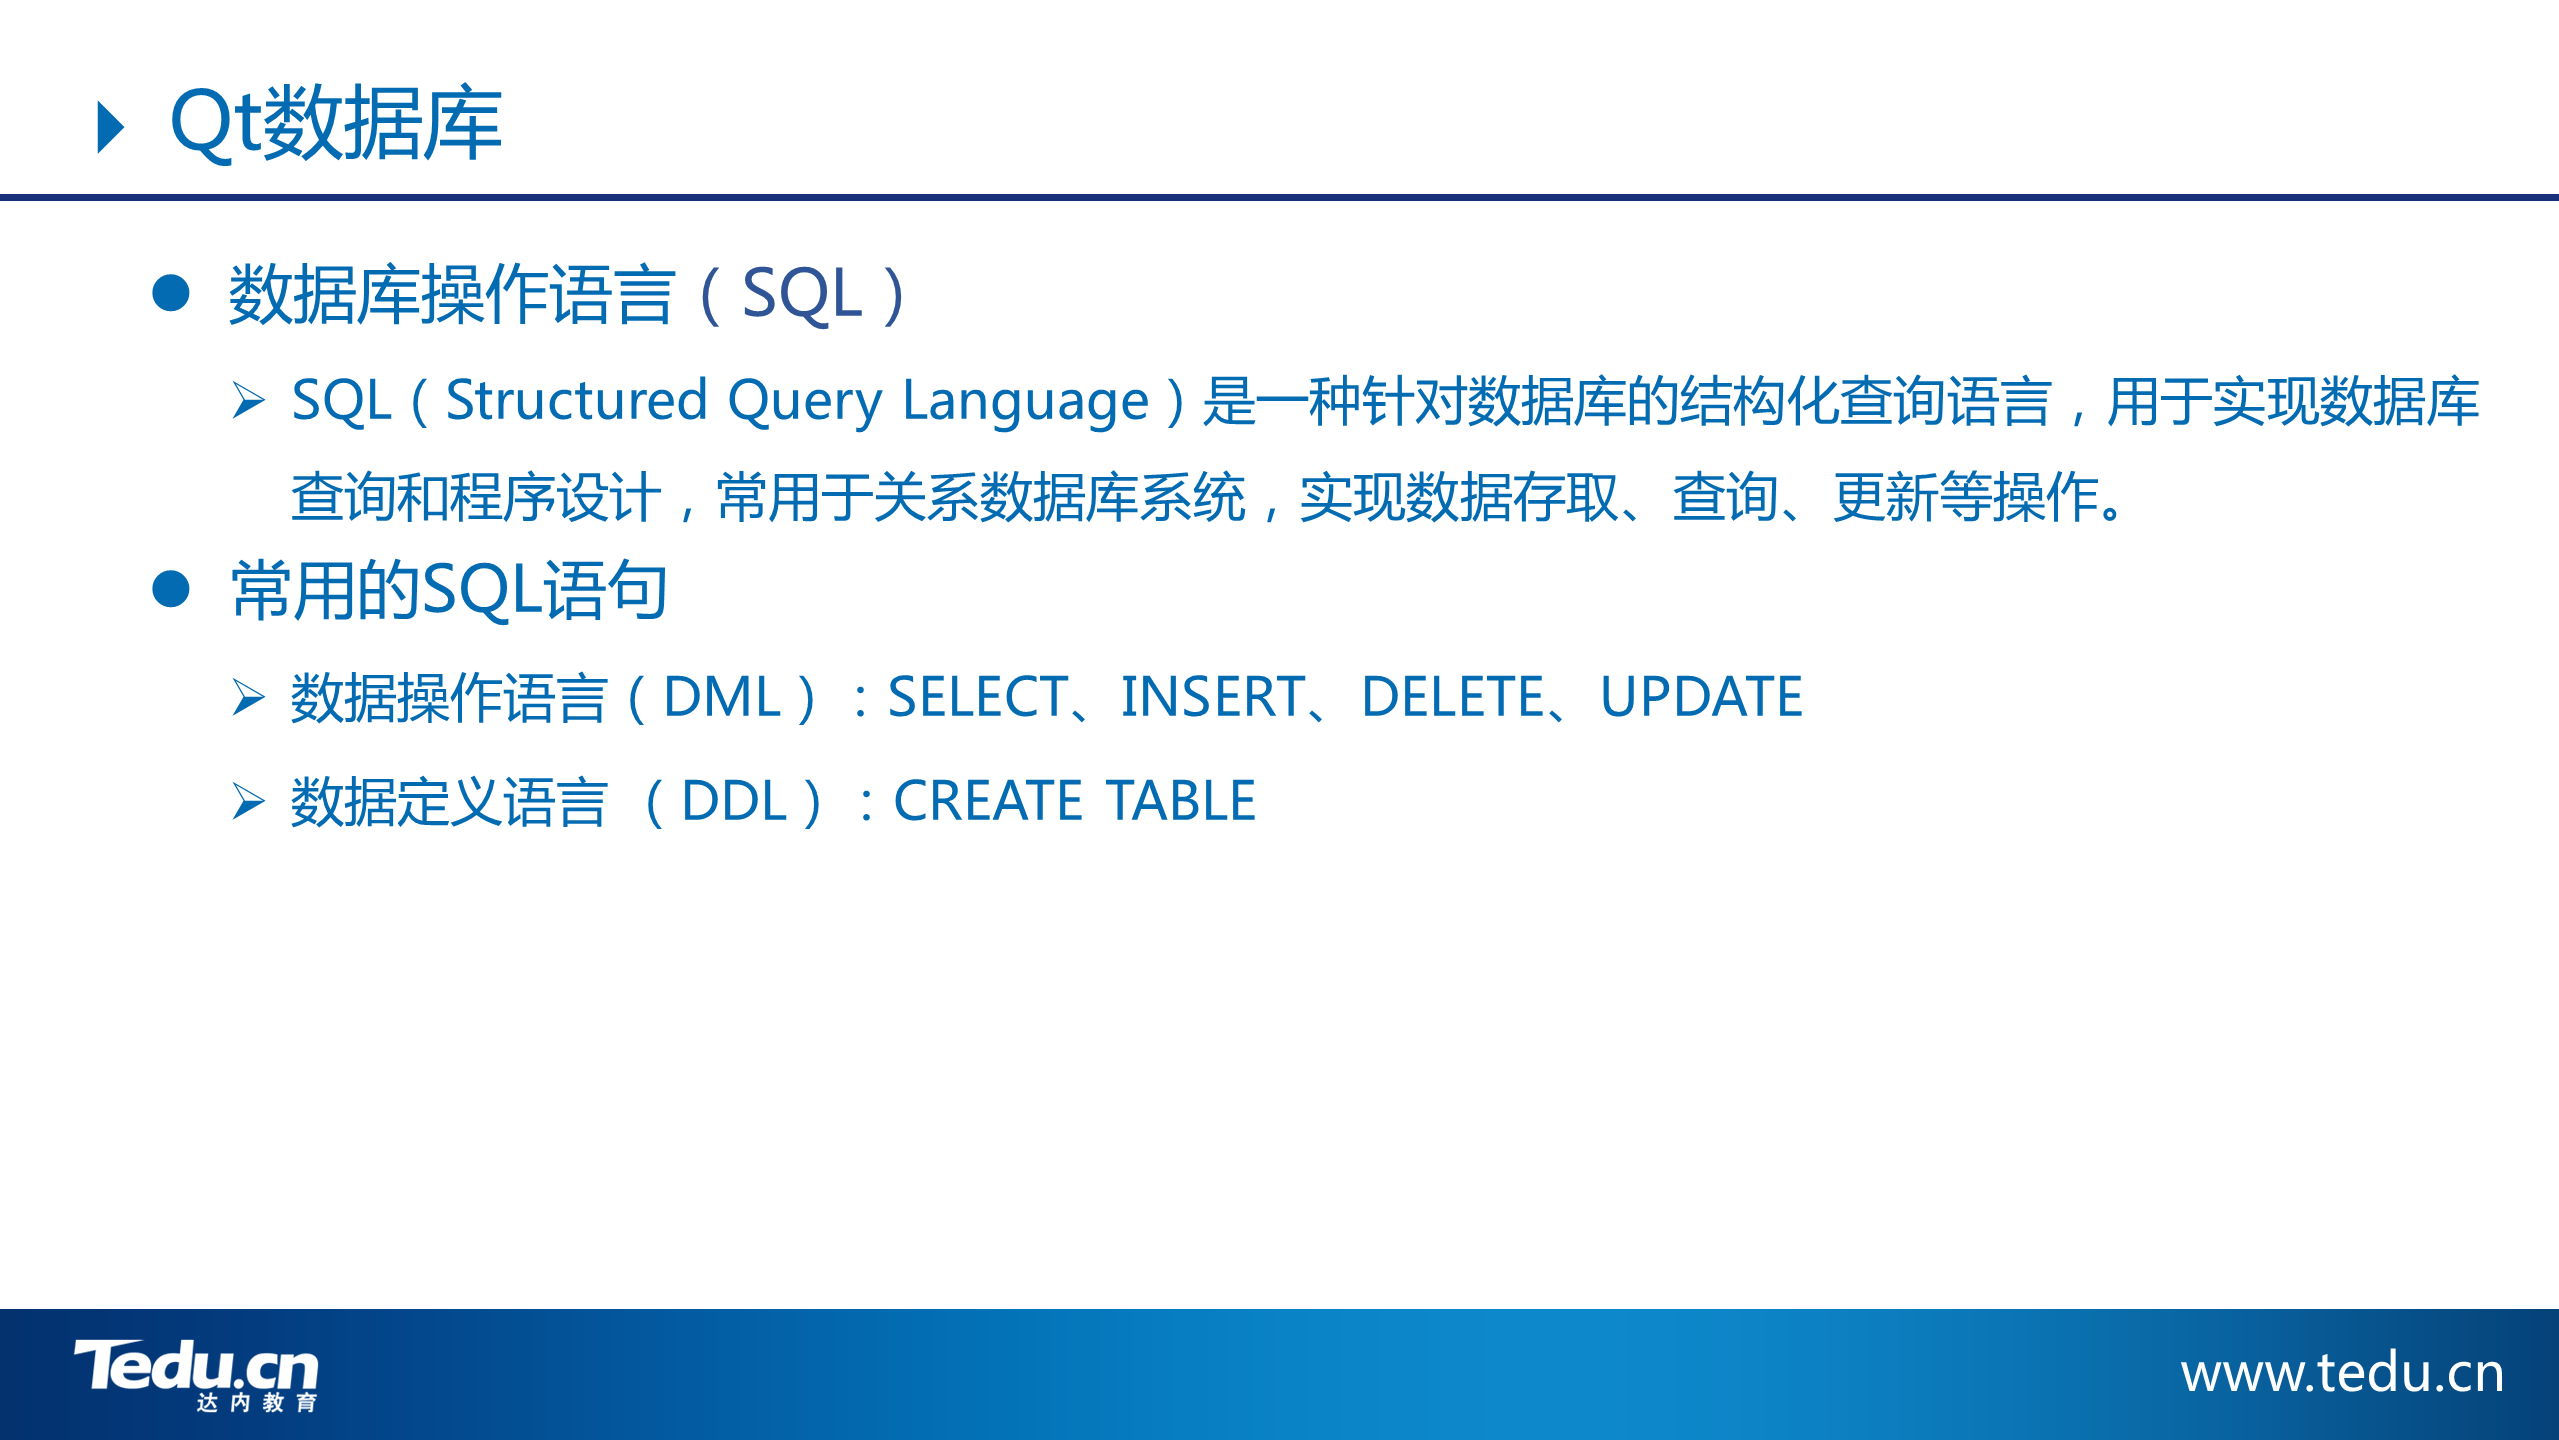 Qt数据库
数据库操作语言（SQL）
SQL（Structured Query Language）是一种针对数据库的结构化查询语言，用于实现数据库
查询和程序设计，常用于关系数据库系统，实现数据存取、查询、更新等操作。
常用的SQL语句
数据操作语言（DML）：SELECT、INSERT、DELETE、UPDATE
数据定义语言 （DDL）：CREATE TABLE
Tedu.cn
达内教育
www.tedu.cn